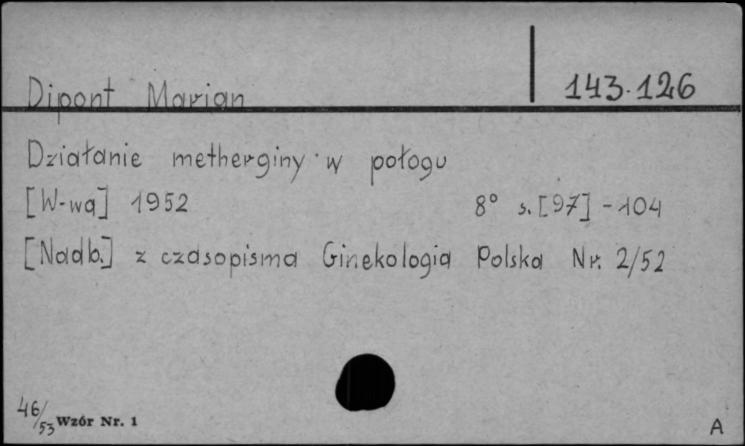 Dipont Marian 143.126
Działanie metherginy w połogu
[W-wa] 1952 8° s. [97] - 104
[Nadb.] z czasopisma Ginekologia Polska Nr. 2/52
46/53 Wzór Nr. 1 A